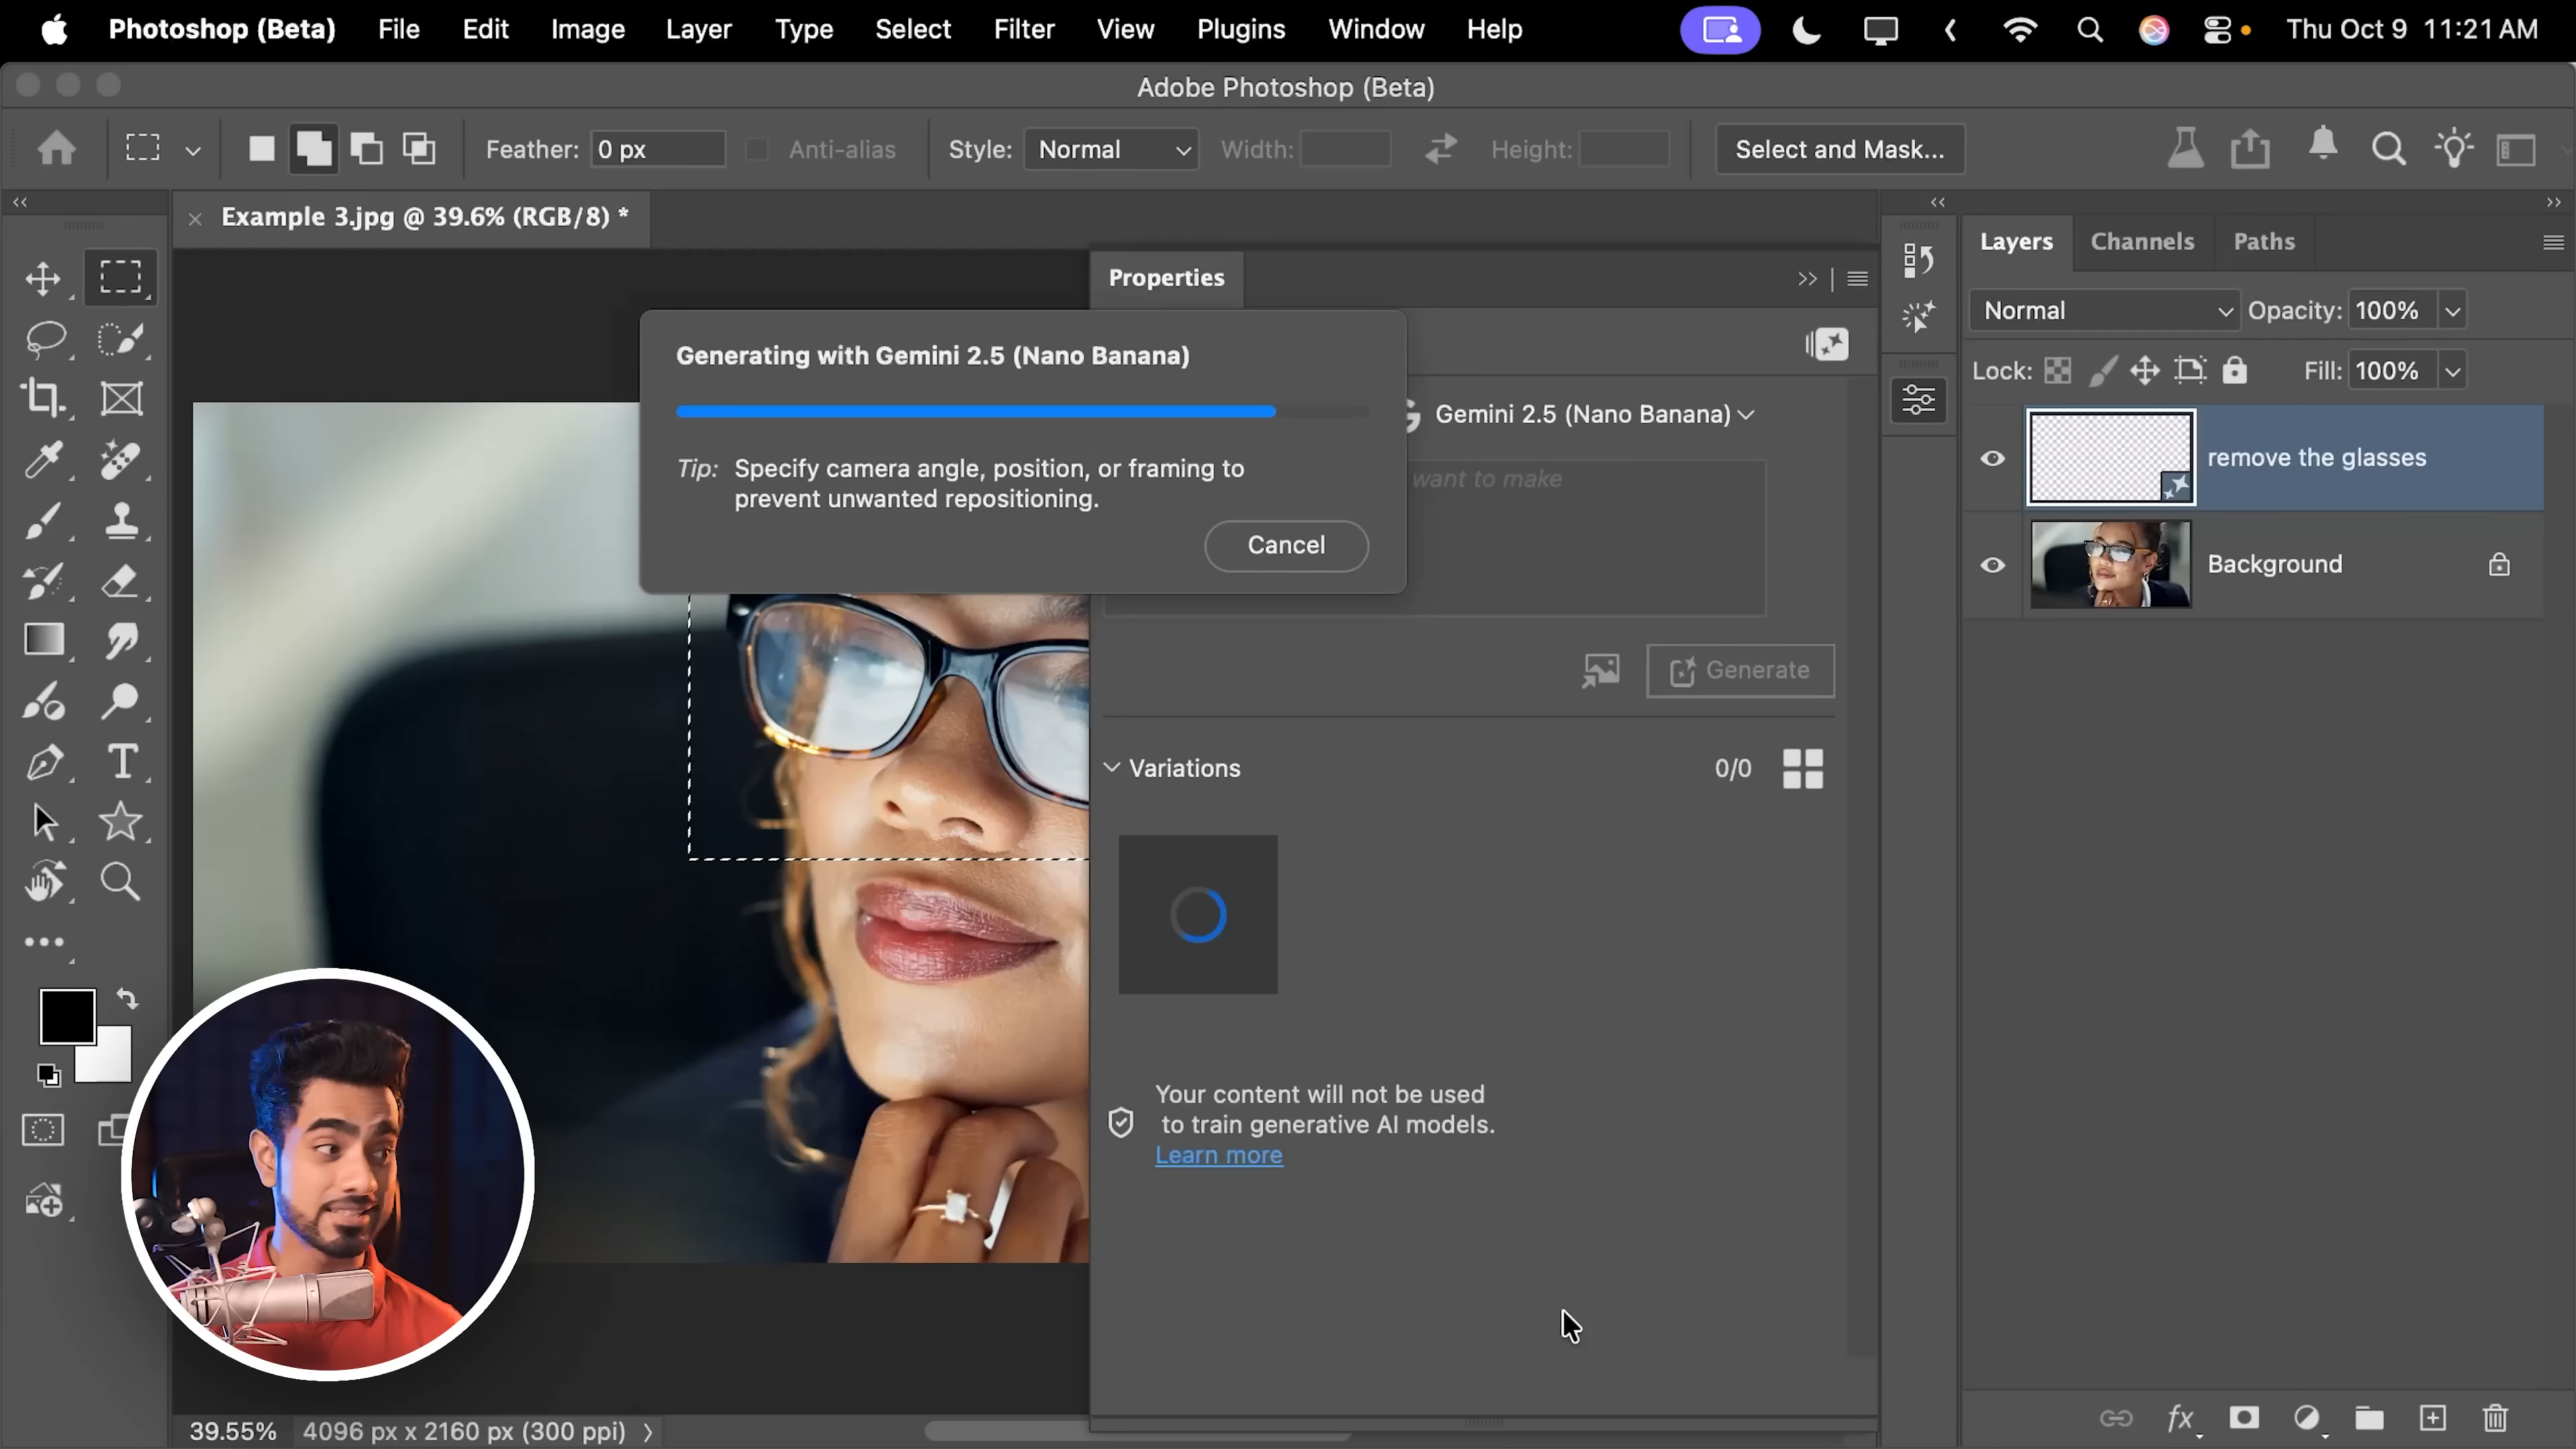 Photoshop (Beta) File Edit Image Layer Type Select Filter View Plugins Window Help Thu Oct 9 11:21 AM
Adobe Photoshop (Beta)
Feather: 0 px Anti-alias Style: Normal Width: Height: Select and Mask...
Example 3.jpg @ 39.6% (RGB/8) *
Properties
Generating with Gemini 2.5 (Nano Banana)
Tip: Specify camera angle, position, or framing to
prevent unwanted repositioning.
Cancel
Gemini 2.5 (Nano Banana)
want to make
Generate
Variations 0/0
Your content will not be used
to train generative AI models.
Learn more
Layers Channels Paths
Normal Opacity: 100%
Lock: Fill: 100%
remove the glasses
Background
39.55% 4096 px x 2160 px (300 ppi)